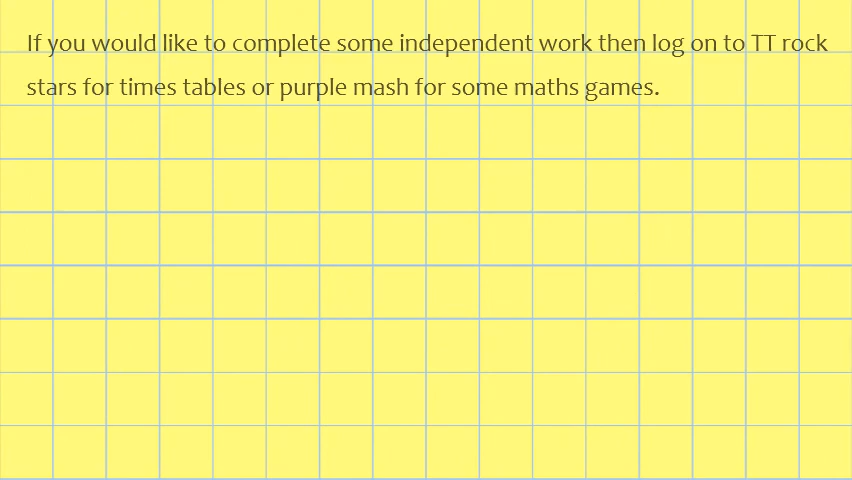 If you would like to complete some independent work then log on to TT rock
stars for times tables or purple mash for some maths games.